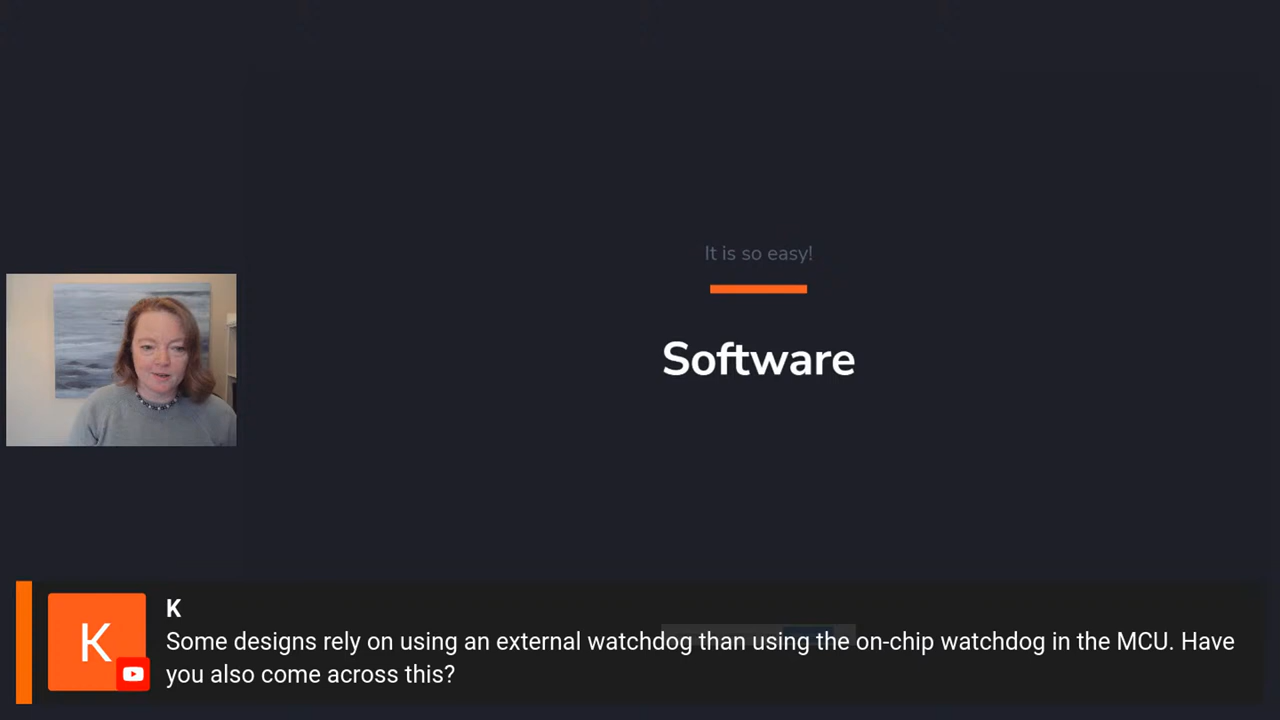 It is so easy!
Software
K
K
Some designs rely on using an external watchdog than using the on-chip watchdog in the MCU. Have
you also come across this?